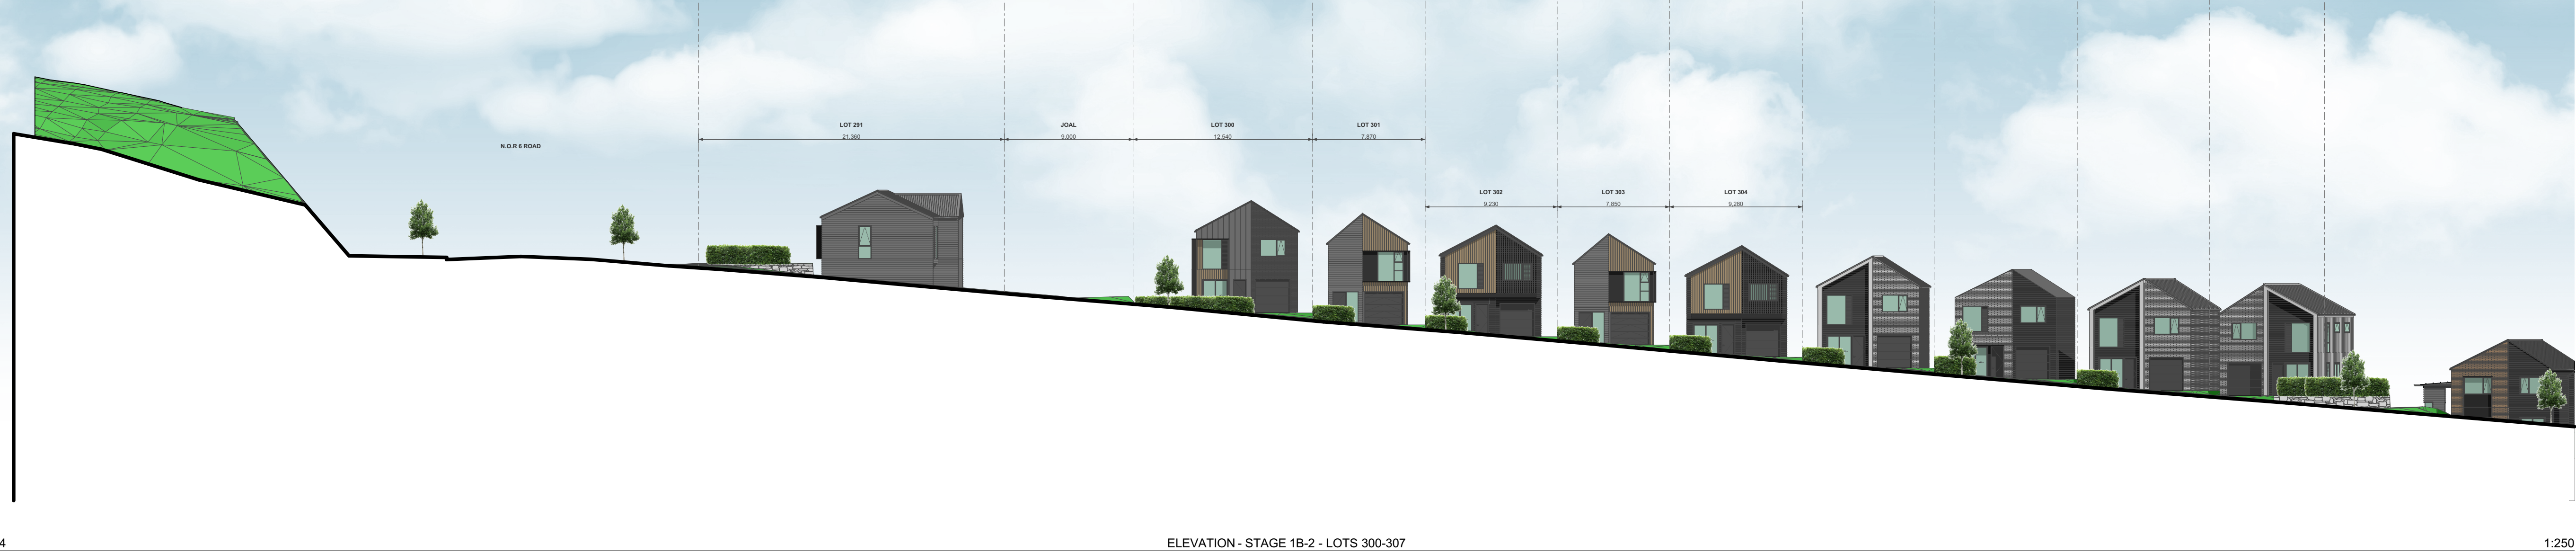 LOT 291
JOAL
LOT 300
LOT 301
21,360
9,000
12,540
7,870
N.O.R 6 ROAD
LOT 302
LOT 303
LOT 304
9,230
7,850
9,280
4
ELEVATION - STAGE 1B-2 - LOTS 300-307
1:250